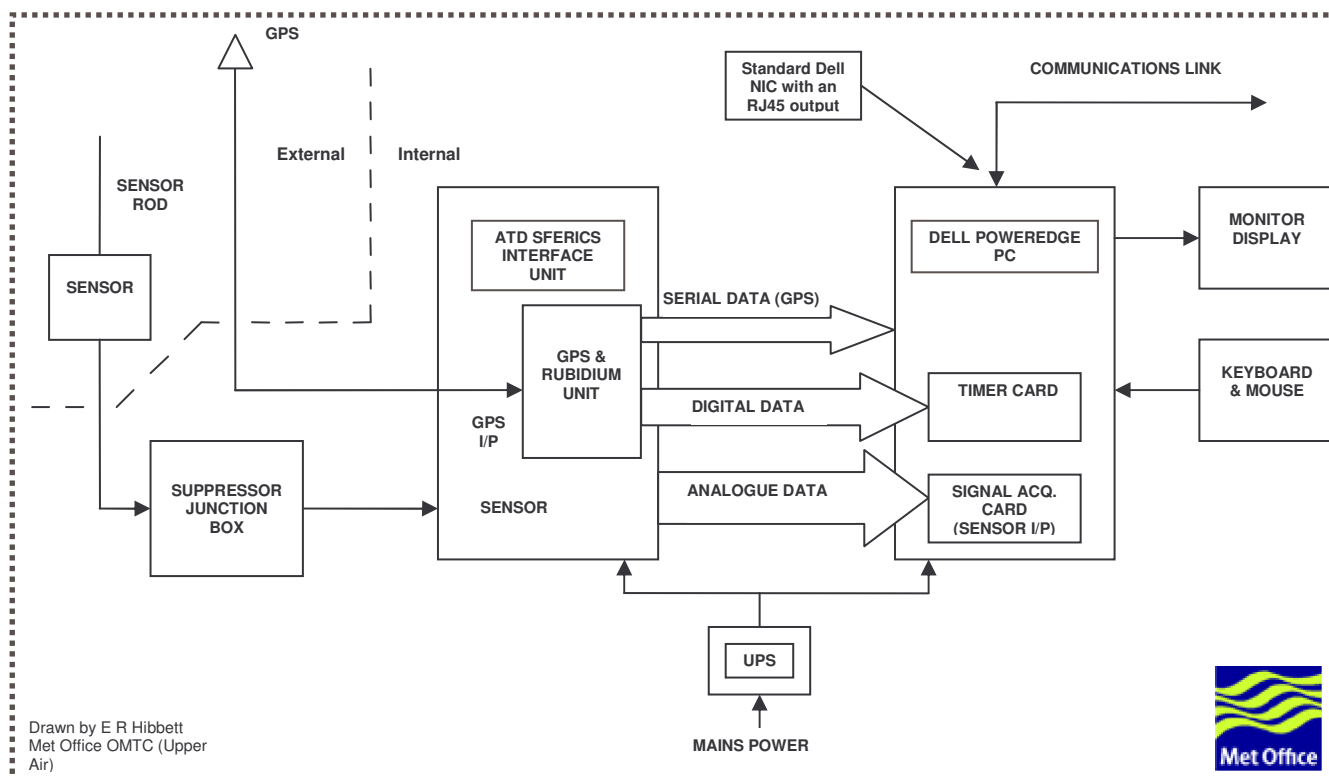 GPS
Standard Dell
NIC with an
RJ45 output
COMMUNICATIONS LINK
External
Internal
SENSOR
ROD
SENSOR
ATD SFERICS
INTERFACE
UNIT
DELL POWEREDGE
PC
MONITOR
DISPLAY
SERIAL DATA (GPS)
GPS &
RUBIDIUM
UNIT
GPS
I/P
DIGITAL DATA
TIMER CARD
KEYBOARD
& MOUSE
SUPPRESSOR
JUNCTION
BOX
SENSOR
ANALOGUE DATA
SIGNAL ACQ.
CARD
(SENSOR I/P)
UPS
MAINS POWER
Drawn by E R Hibbett
Met Office OMTC (Upper
Air)
Met Office